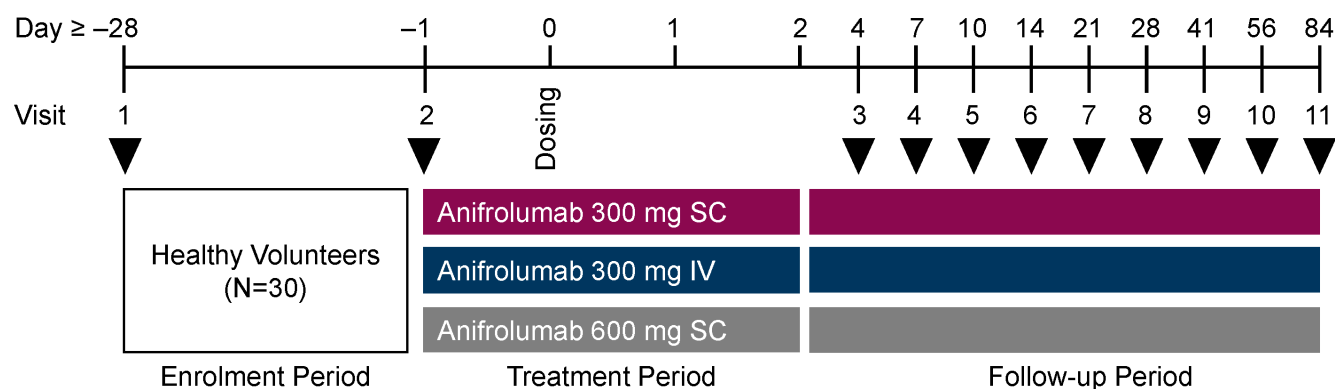 Day ≥ –28 –1 0 1 2 4 7 10 14 21 28 41 56 84
Visit 1 2 Dosing 3 4 5 6 7 8 9 10 11
Healthy Volunteers
(N=30)
Anifrolumab 300 mg SC
Anifrolumab 300 mg IV
Anifrolumab 600 mg SC
Enrolment Period Treatment Period Follow-up Period